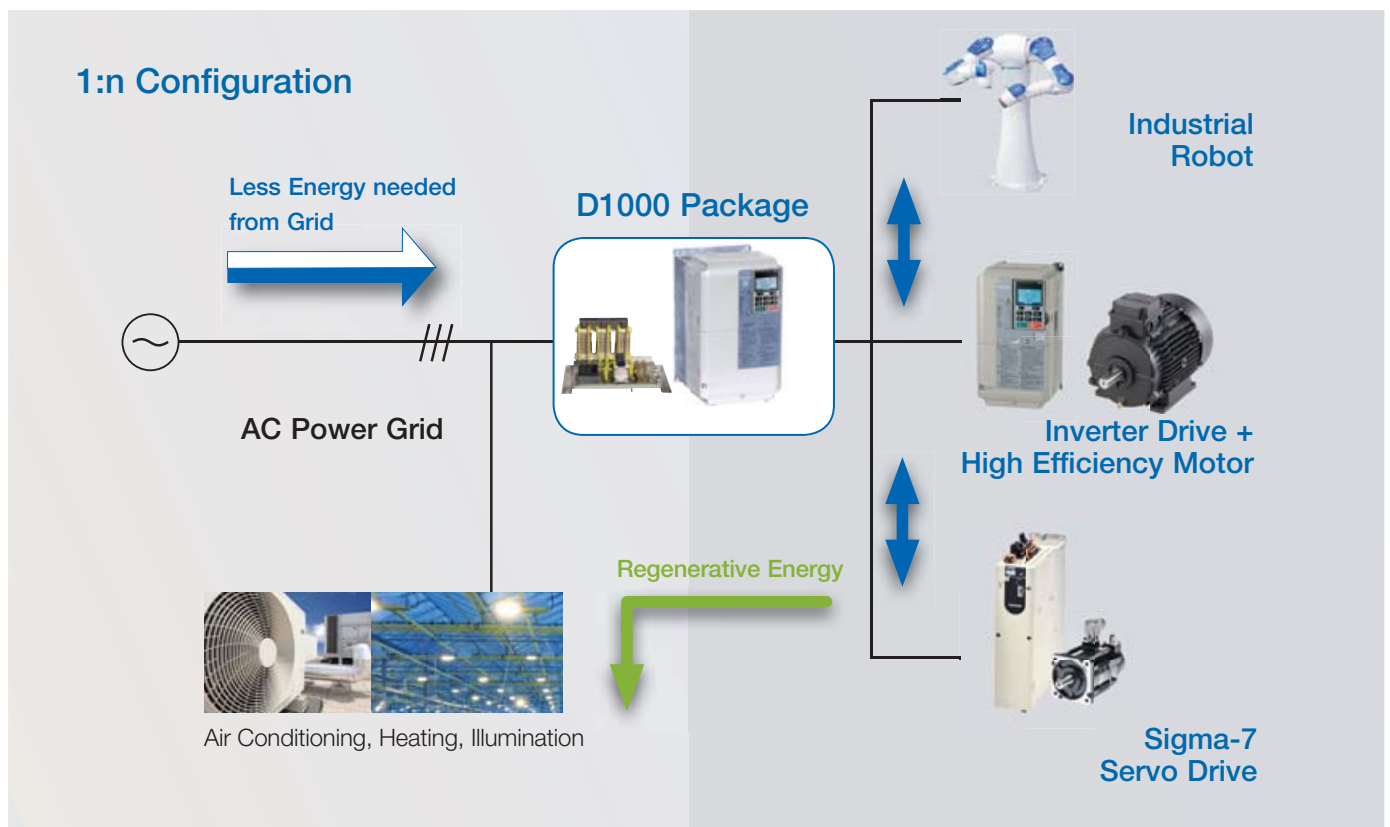 1:n Configuration
Industrial
Robot
Less Energy needed
from Grid
D1000 Package
AC Power Grid
Inverter Drive +
High Efficiency Motor
Regenerative Energy
Air Conditioning, Heating, Illumination
Sigma-7
Servo Drive